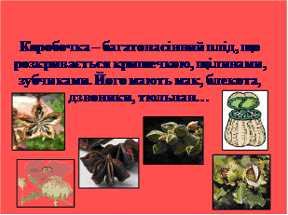 Коробочка – багатонасінний плід, що
розкривається кришечкою, щілинами,
зубчиками. Його мають мак, блекота,
дзвоники, тюльпан…